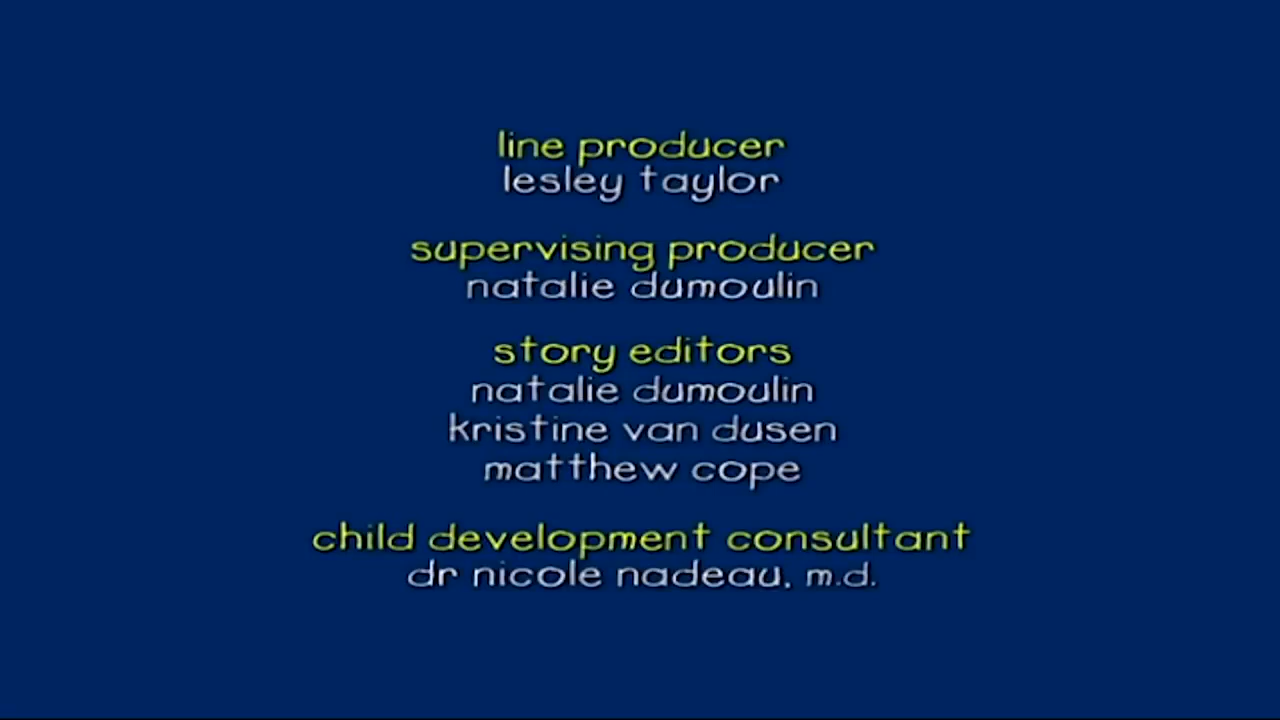 line producer
lesley taylor
supervising producer
natalie dumoulin
story editors
natalie dumoulin
kristine van dusen
matthew cope
child development consultant
dr nicole nadeau, m.d.